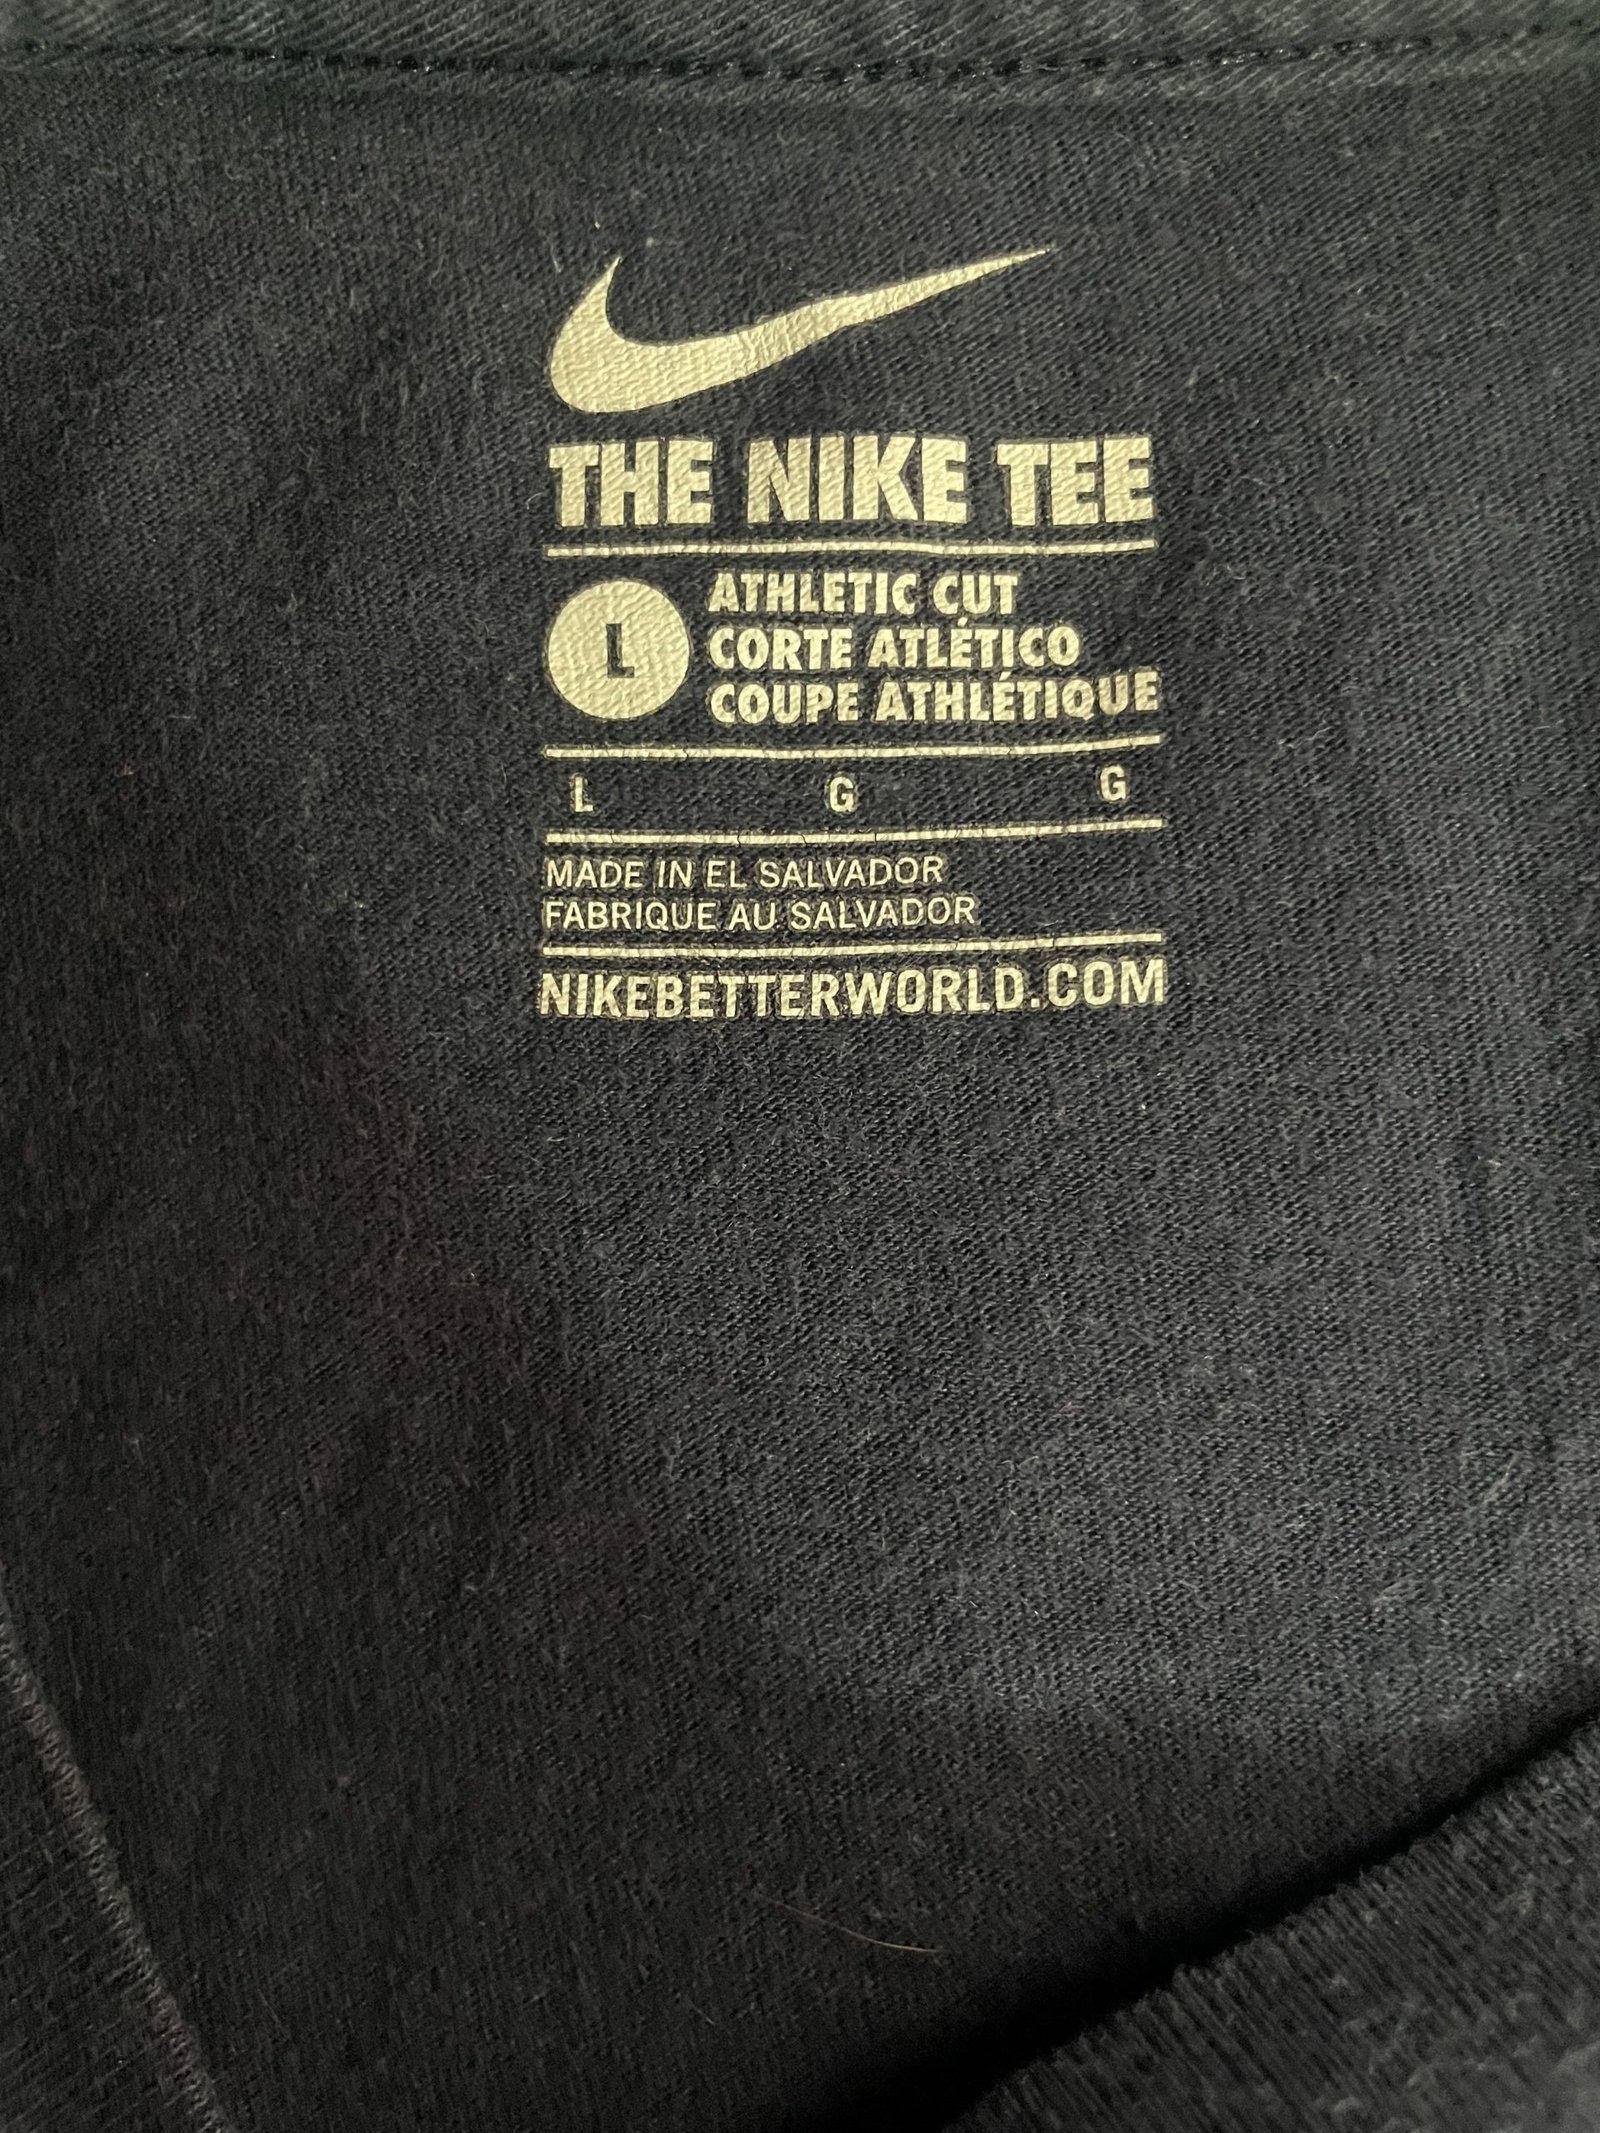 THE NIKE TEE
L
ATHLETIC CUT
CORTE ATLÉTICO
COUPE ATHLÉTIQUE
L G G
MADE IN EL SALVADOR
FABRIQUE AU SALVADOR
NIKEBETTERWORLD.COM